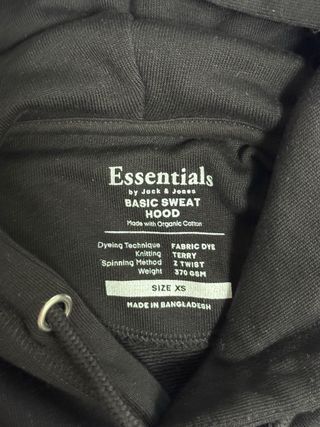 Essentials
by Jack & Jones
BASIC SWEAT
HOOD
Made with Organic Cotton
Dyeing Technique FABRIC DYE
Knitting TERRY
Spinning Method Z TWIST
Weight 370 GSM
SIZE XS
MADE IN BANGLADESH